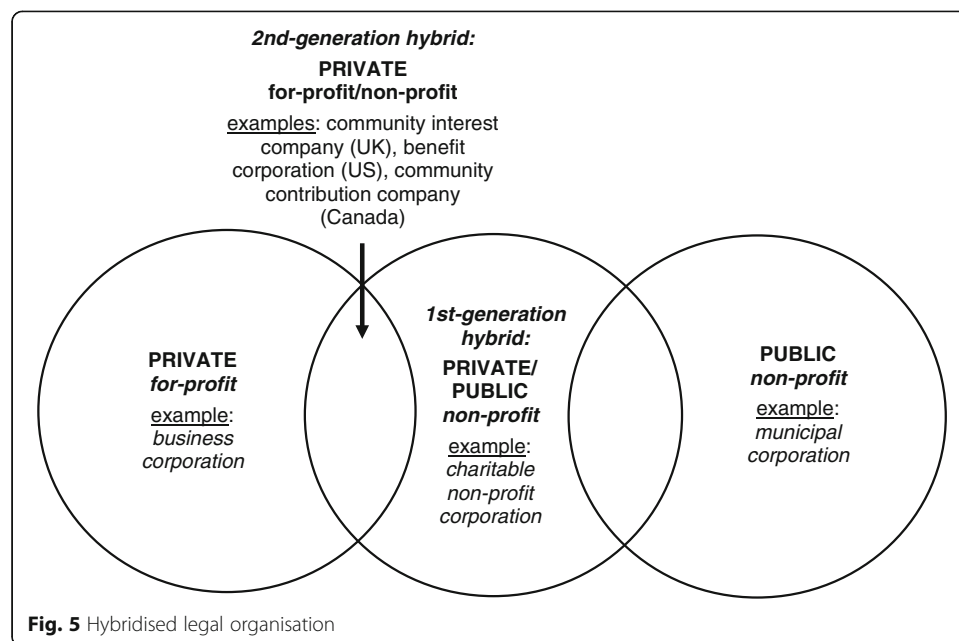 2nd-generation hybrid:
PRIVATE
for-profit/non-profit
examples: community interest
company (UK), benefit
corporation (US), community
contribution company
(Canada)
PRIVATE
for-profit
example:
business
corporation
1st-generation
hybrid:
PRIVATE/
PUBLIC
non-profit
example:
charitable
non-profit
corporation
PUBLIC
non-profit
example:
municipal
corporation
Fig. 5 Hybridised legal organisation